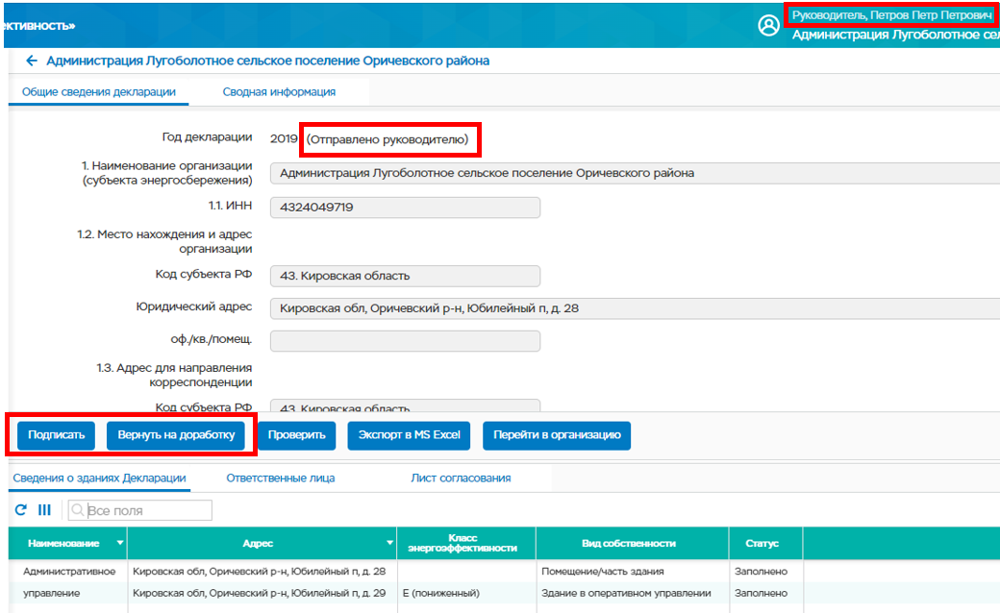 ективность»
Руководитель, Петров Петр Петрович
Администрация Лугоболотное сел
Администрация Лугоболотное сельское поселение Оричевского района
Общие сведения декларации Сводная информация
Год декларации 2019 (Отправлено руководителю)
1. Наименование организации
(субъекта энергосбережения)
Администрация Лугоболотное сельское поселение Оричевского района
1.1. ИНН 4324049719
1.2. Место нахождения и адрес
организации
Код субъекта РФ 43. Кировская область
Юридический адрес Кировская обл, Оричевский р-н, Юбилейный п, д. 28
оф./кв./помещ.
1.3. Адрес для направления
корреспонденции
Код субъекта РФ 43. Кировская область
Подписать Вернуть на доработку Проверить Экспорт в MS Excel Перейти в организацию
Сведения о зданиях Декларации Ответственные лица Лист согласования
Все поля
Наименование Адрес Класс энергоэффективности Вид собственности Статус
Административное Кировская обл, Оричевский р-н, Юбилейный п, д. 28 Помещение/часть здания Заполнено
управление Кировская обл, Оричевский р-н, Юбилейный п, д. 29 E (пониженный) Здание в оперативном управлении Заполнено